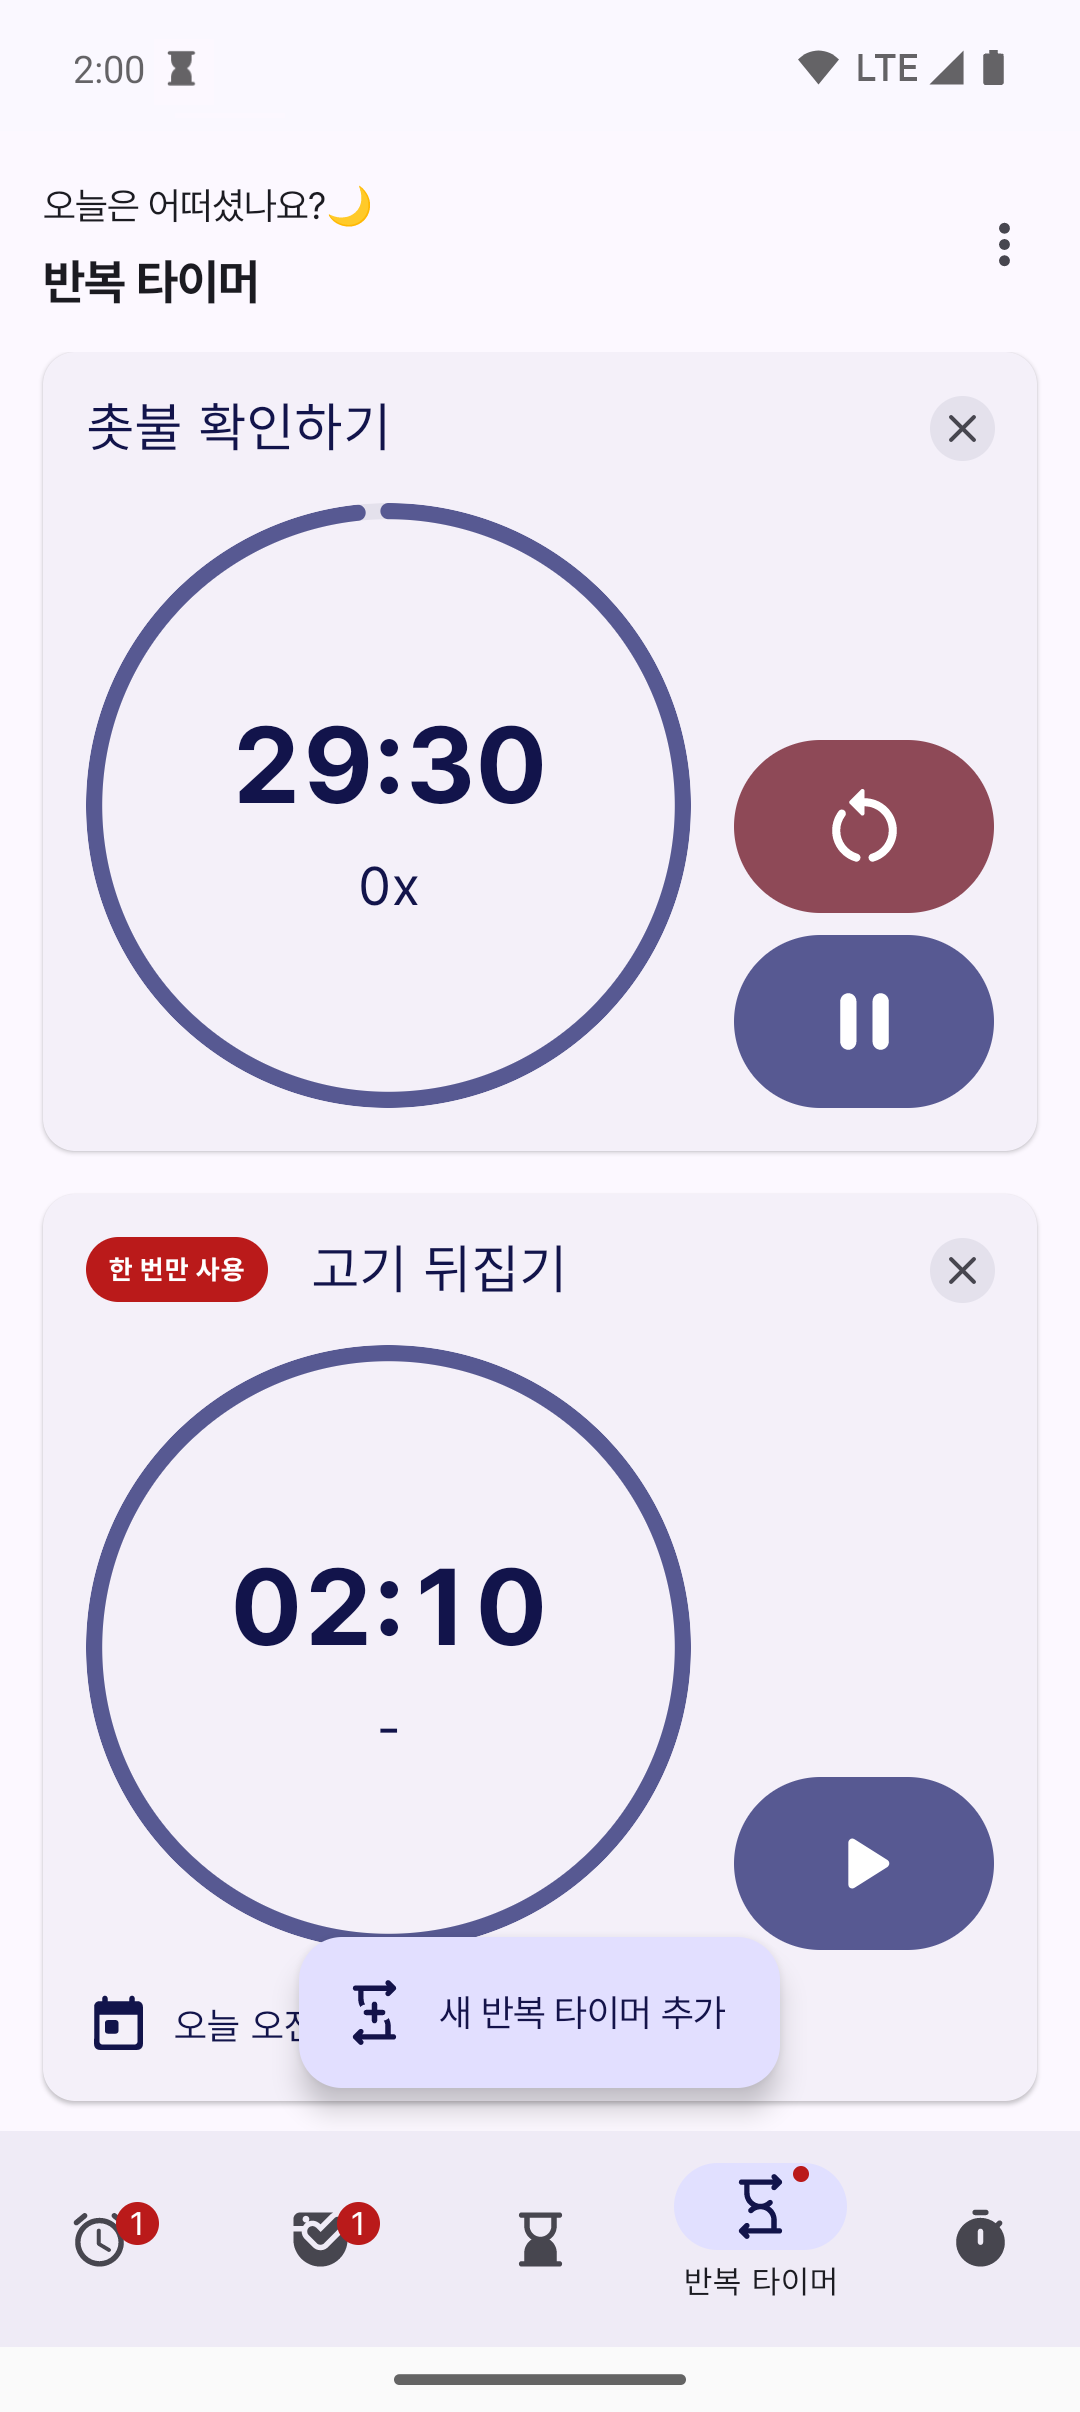 2:00
LTE
오늘은 어떠셨나요?🌙
반복 타이머
촛불 확인하기
29:30
0x
한 번만 사용
고기 뒤집기
02:10
-
오늘
새 반복 타이머 추가
1
1
반복 타이머